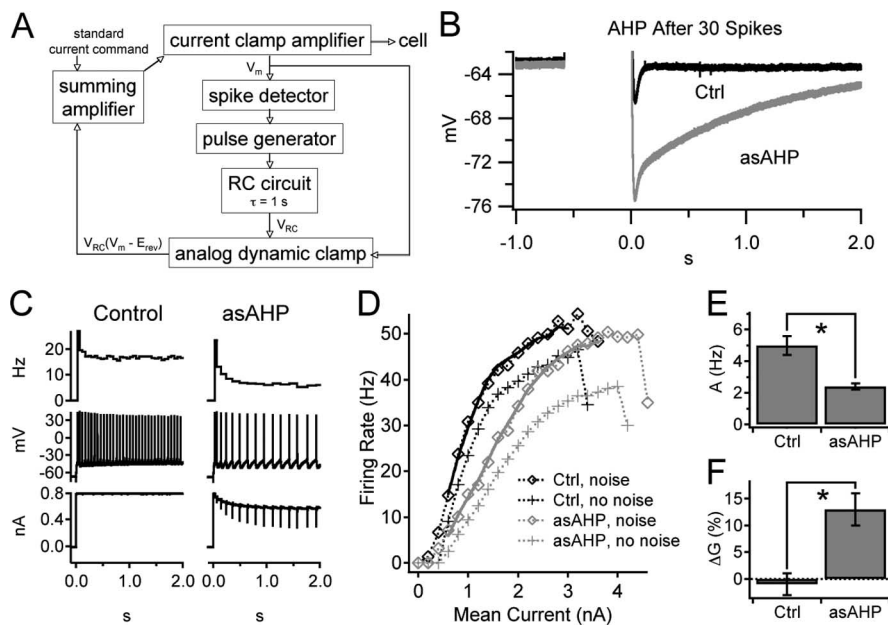 A
standard
current command
current clamp amplifier
cell
summing
amplifier
Vm
spike detector
pulse generator
RC circuit
τ = 1 s
VRC
VRC(Vm - Erev)
analog dynamic clamp
B
AHP After 30 Spikes
-64
-68
-72
-76
mV
Ctrl
asAHP
-1.0
0.0
1.0
2.0
s
C
Control
asAHP
Hz
20
10
0
mV
30
0
-30
-60
nA
0.8
0.4
0.0
0.0
1.0
2.0
0.0
1.0
2.0
s
s
D
Firing Rate (Hz)
50
40
30
20
10
0
Ctrl, noise
Ctrl, no noise
asAHP, noise
asAHP, no noise
0
1
2
3
4
Mean Current (nA)
E
A (Hz)
6
4
2
0
*
Ctrl
asAHP
F
ΔG (%)
15
10
5
0
*
Ctrl
asAHP